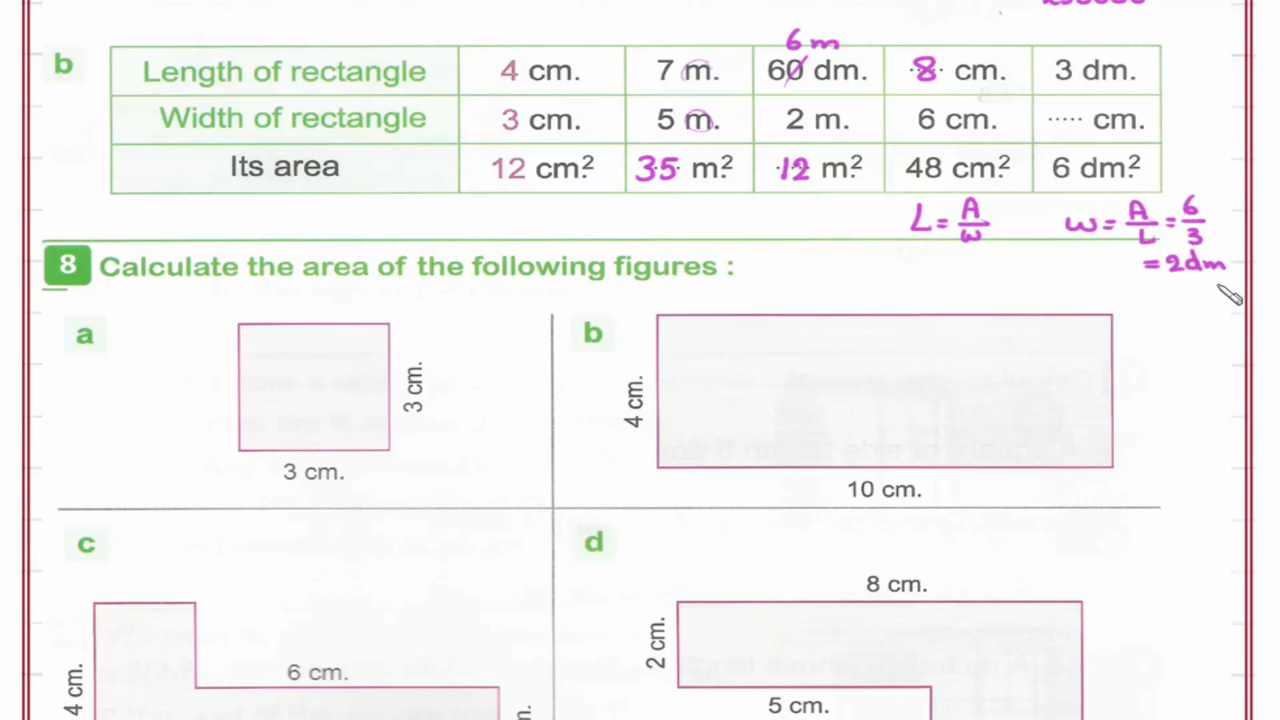 6 m
b
Length of rectangle 4 cm. 7 m. 60 dm. 8 cm. 3 dm.
Width of rectangle 3 cm. 5 m. 2 m. 6 cm. ..... cm.
Its area 12 cm² 35 m² 12 m² 48 cm² 6 dm²
L = A/w w = A/L = 6/3
= 2dm
8 Calculate the area of the following figures :
a
3 cm.
3 cm.
b
4 cm.
10 cm.
c
4 cm.
6 cm.
m.
d
8 cm.
2 cm.
5 cm.